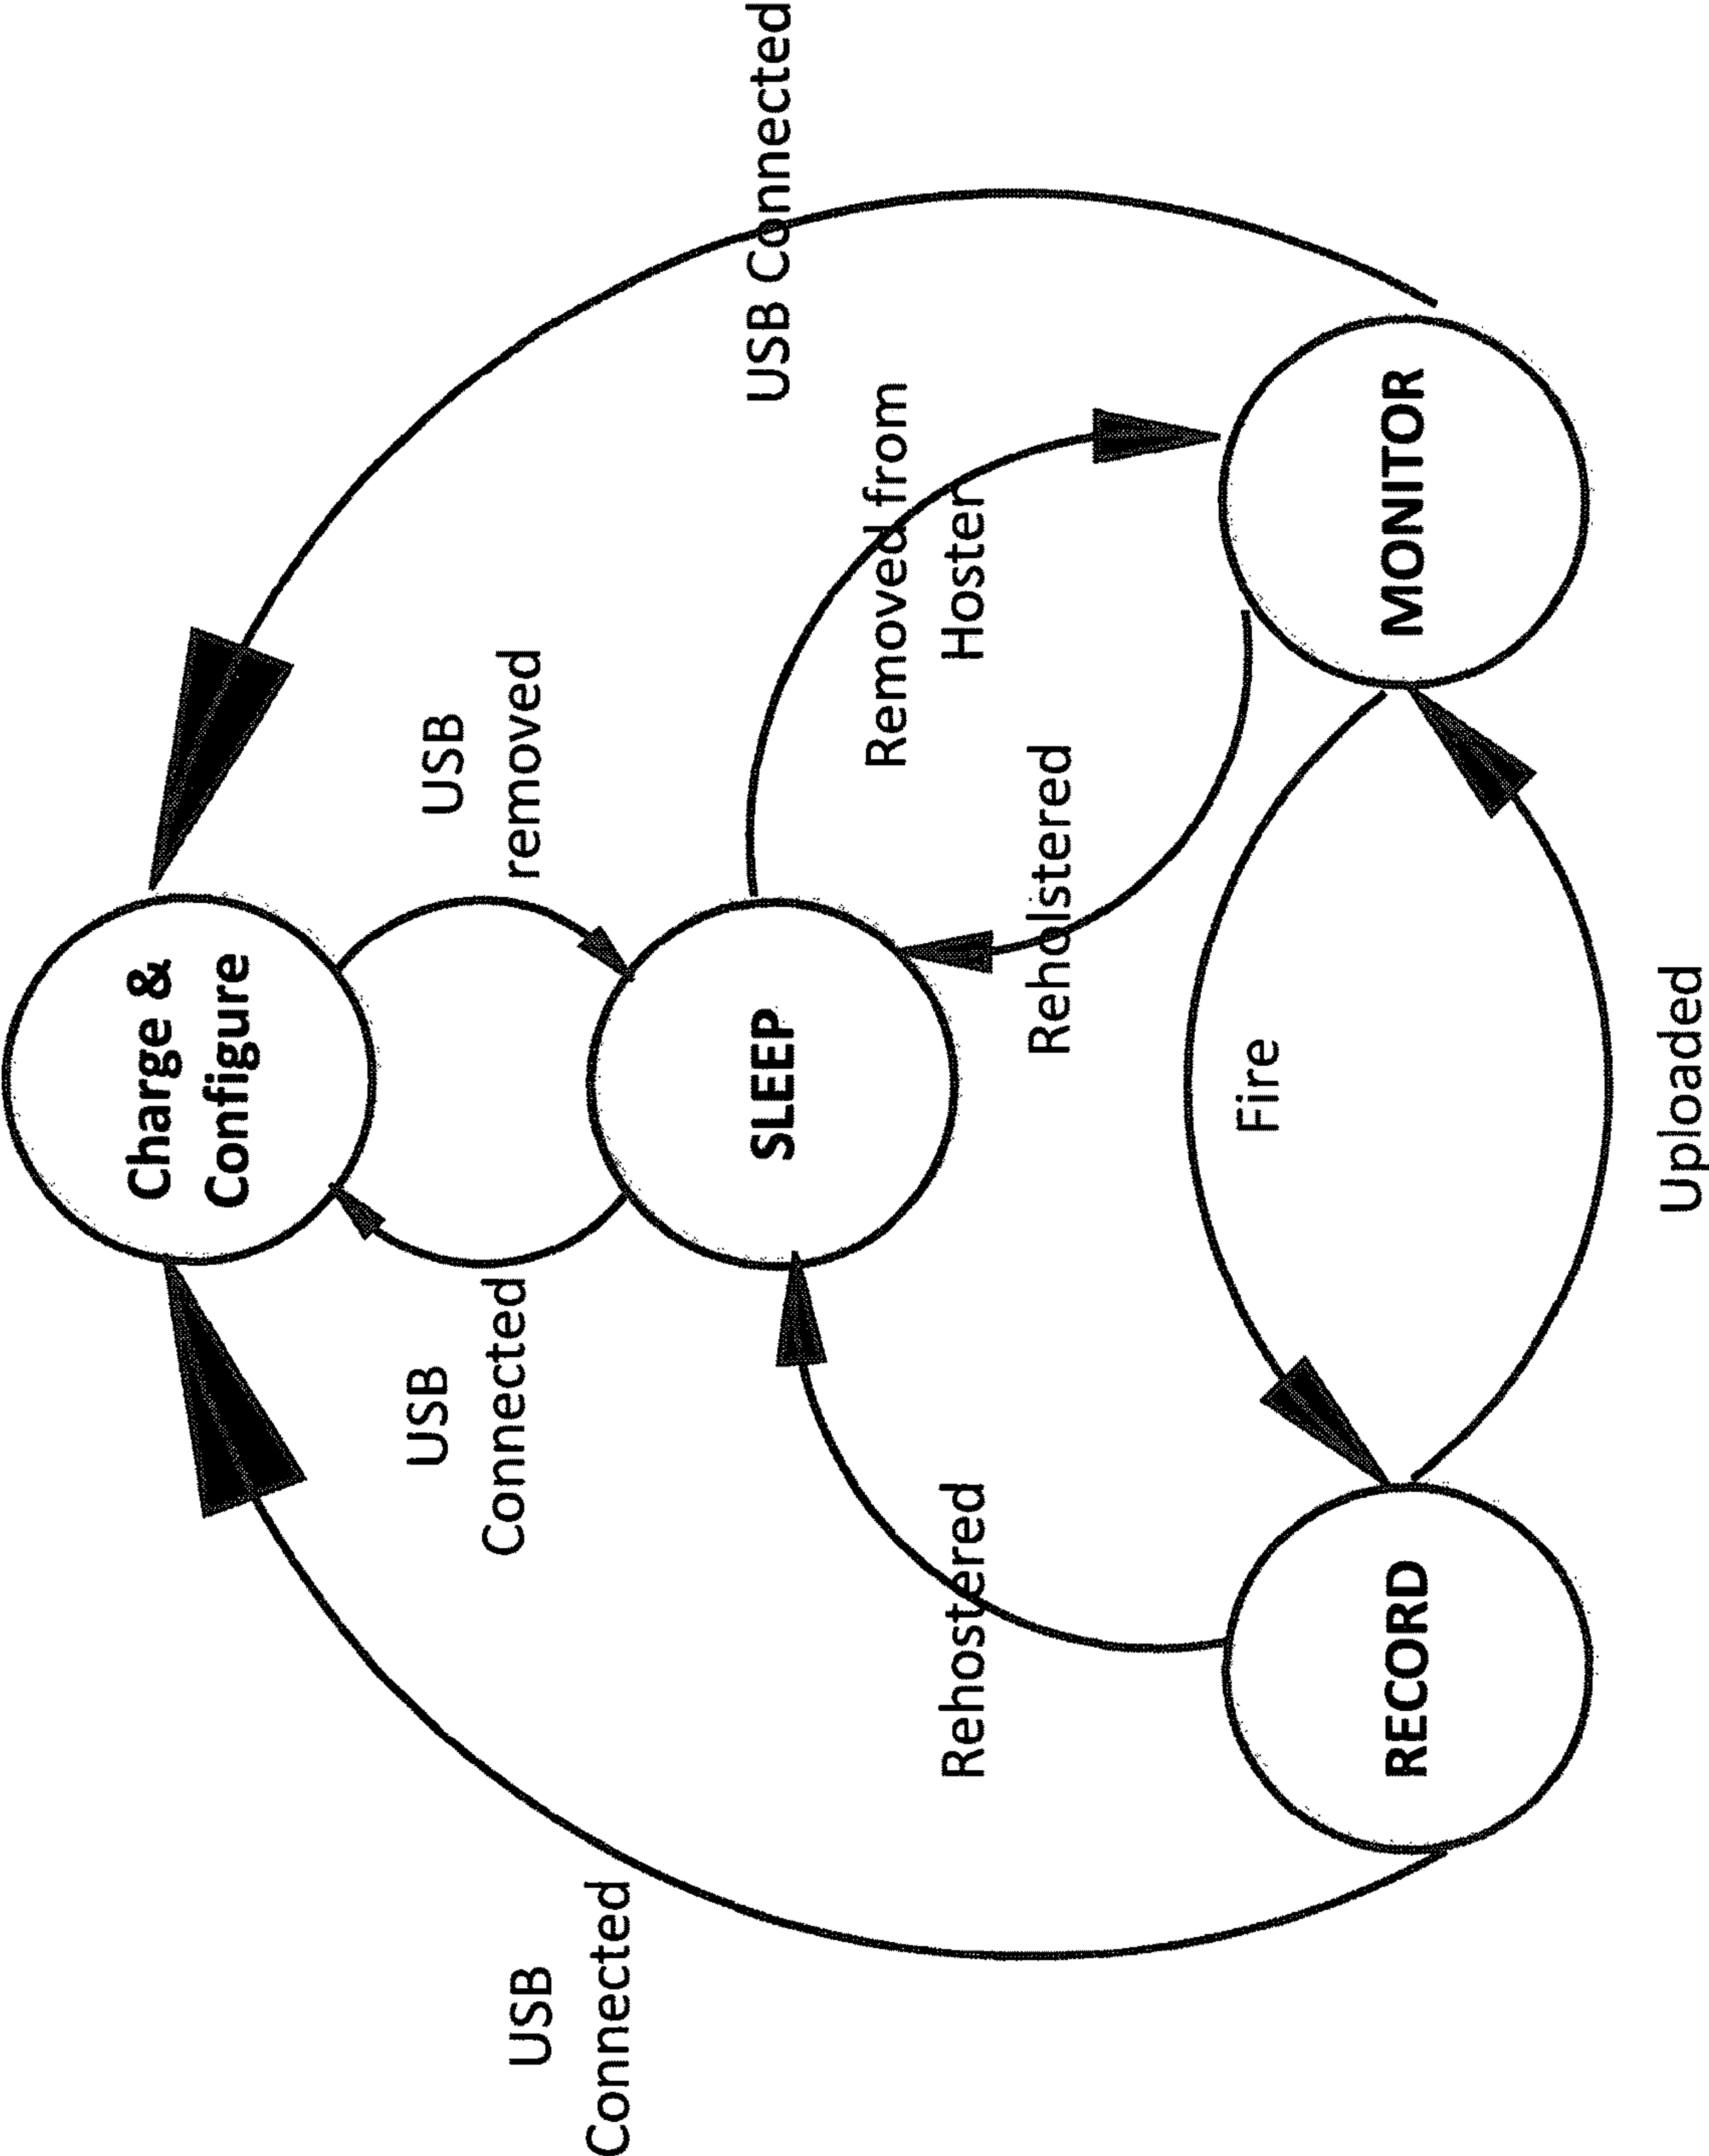 Charge &
Configure
USB
Connected
USB
removed
USB
Connected
SLEEP
USB Connected
Removed from
Hoster
Rehostered
Reholstered
Fire
RECORD
MONITOR
Uploaded